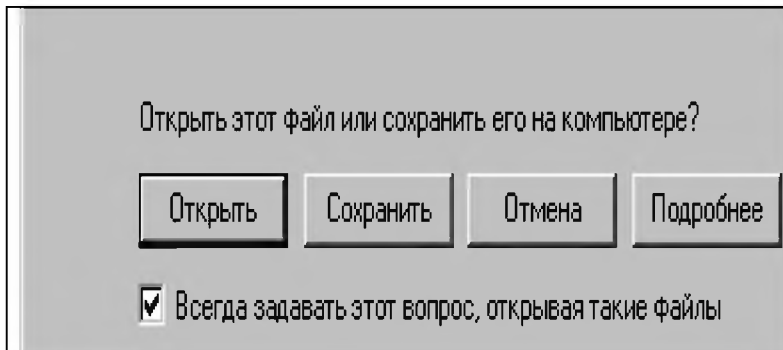 Открыть этот файл или сохранить его на компьютере?
Открыть Сохранить Отмена Подробнее
Всегда задавать этот вопрос, открывая такие файлы